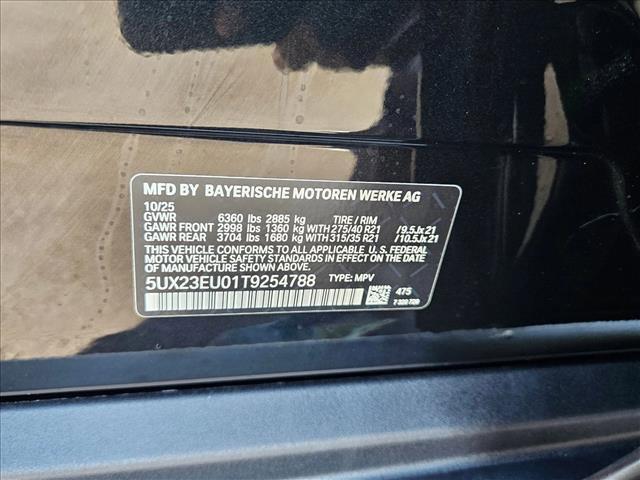 MFD BY BAYERISCHE MOTOREN WERKE AG
10/25
GVWR 6360 lbs 2885 kg TIRE / RIM
GAWR FRONT 2998 lbs 1360 kg WITH 275/40 R21 /9.5Jx21
GAWR REAR 3704 lbs 1680 kg WITH 315/35 R21 /10.5Jx21
THIS VEHICLE CONFORMS TO ALL APPLICABLE U. S. FEDERAL
MOTOR VEHICLE SAFETY STANDARDS IN EFFECT ON THE
DATE OF MANUFACTURE SHOWN ABOVE.
5UX23EU01T9254788 TYPE: MPV
475